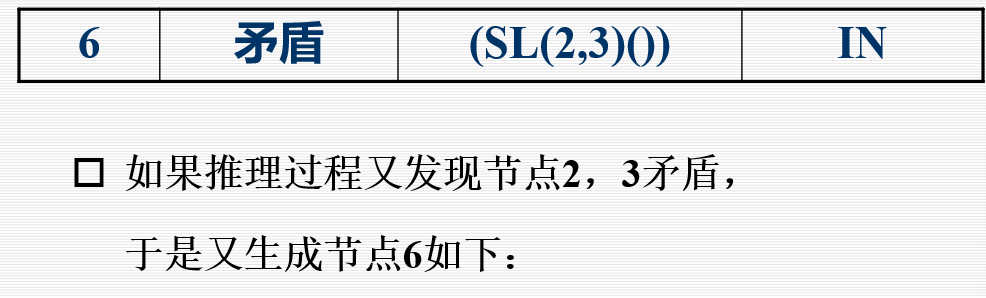 6 矛盾 (SL(2,3)()) IN
如果推理过程又发现节点2，3矛盾，
于是又生成节点6如下：